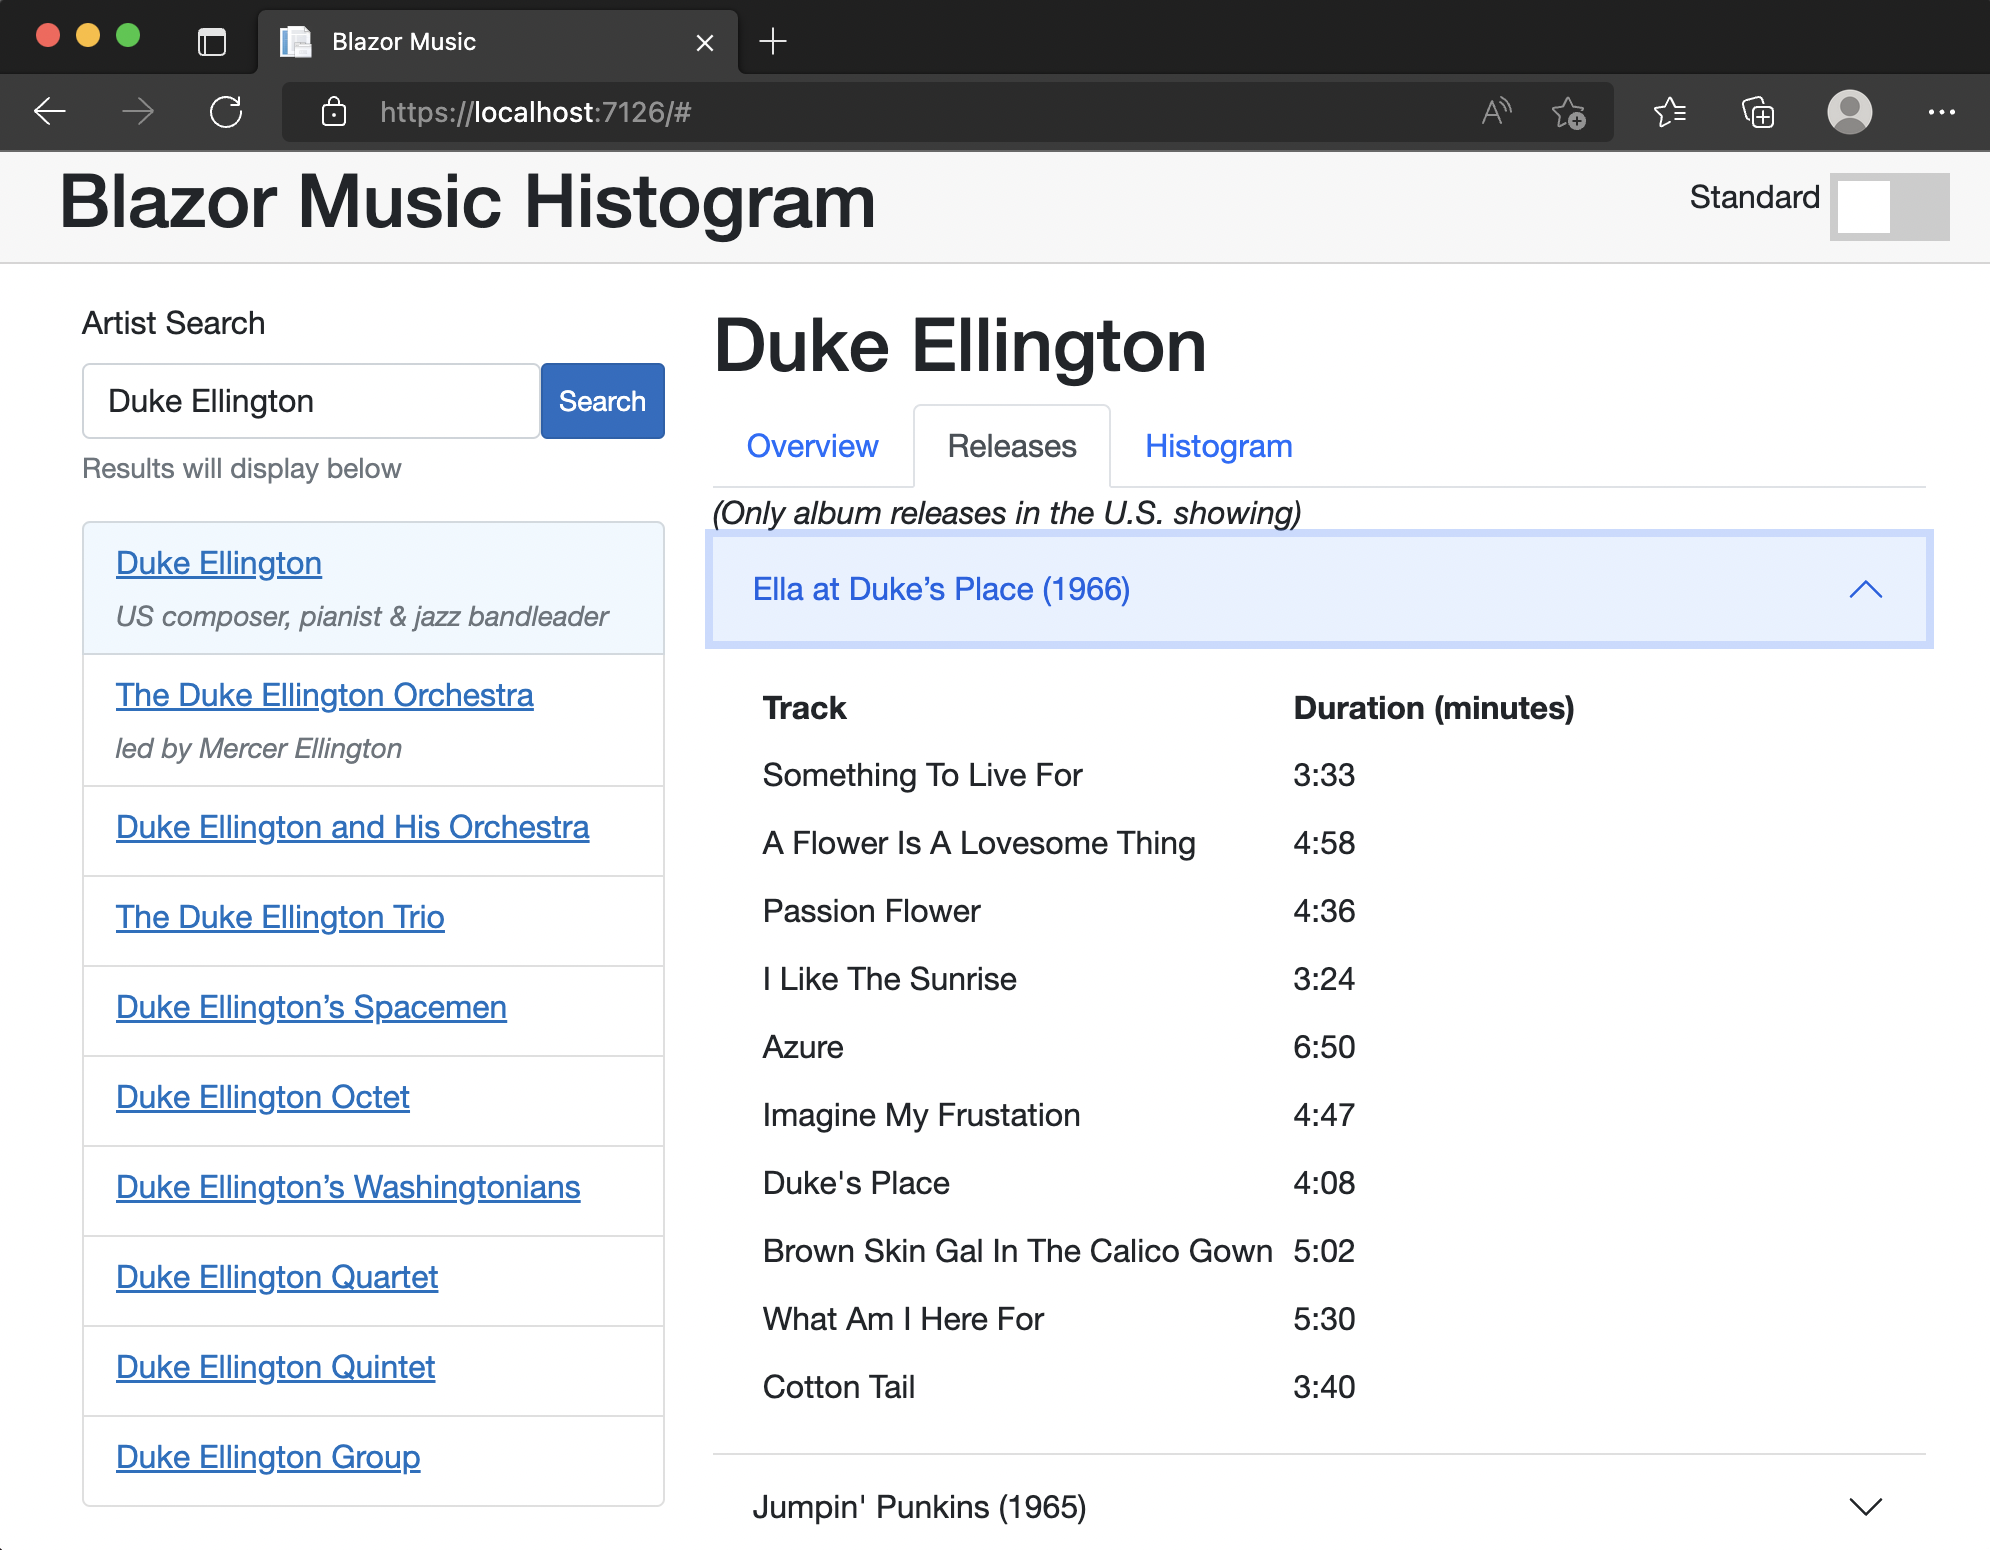 Blazor Music
https://localhost:7126/#
Blazor Music Histogram
Standard
Artist Search
Duke Ellington
Search
Results will display below
Duke Ellington
US composer, pianist & jazz bandleader
The Duke Ellington Orchestra
led by Mercer Ellington
Duke Ellington and His Orchestra
The Duke Ellington Trio
Duke Ellington’s Spacemen
Duke Ellington Octet
Duke Ellington’s Washingtonians
Duke Ellington Quartet
Duke Ellington Quintet
Duke Ellington Group
Duke Ellington
Overview Releases Histogram
(Only album releases in the U.S. showing)
Ella at Duke’s Place (1966)
Track Duration (minutes)
Something To Live For 3:33
A Flower Is A Lovesome Thing 4:58
Passion Flower 4:36
I Like The Sunrise 3:24
Azure 6:50
Imagine My Frustation 4:47
Duke's Place 4:08
Brown Skin Gal In The Calico Gown 5:02
What Am I Here For 5:30
Cotton Tail 3:40
Jumpin' Punkins (1965)